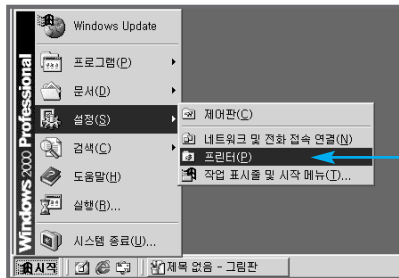 Windows 2000 Professional
Windows Update
프로그램(P)
문서(D)
설정(S)
검색(C)
도움말(H)
실행(R)...
시스템 종료(U)...
제어판(C)
네트워크 및 전화 접속 연결(N)
프린터(P)
작업 표시줄 및 시작 메뉴(T)...
시작
제목 없음 - 그림판